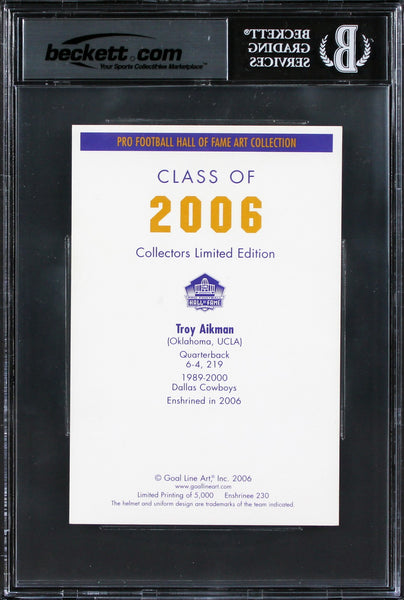 beckett.com
Your Sports Collectibles Marketplace™
BECKETT®
GRADING
SERVICES
PRO FOOTBALL HALL OF FAME ART COLLECTION
CLASS OF
2006
Collectors Limited Edition
PRO FOOTBALL
HALL OF FAME
Troy Aikman
(Oklahoma, UCLA)
Quarterback
6-4, 219
1989-2000
Dallas Cowboys
Enshrined in 2006
© Goal Line Art,® Inc. 2006
www.goallineart.com
Limited Printing of 5,000 Enshrinee 230
The helmet and uniform design are trademarks of the team indicated.